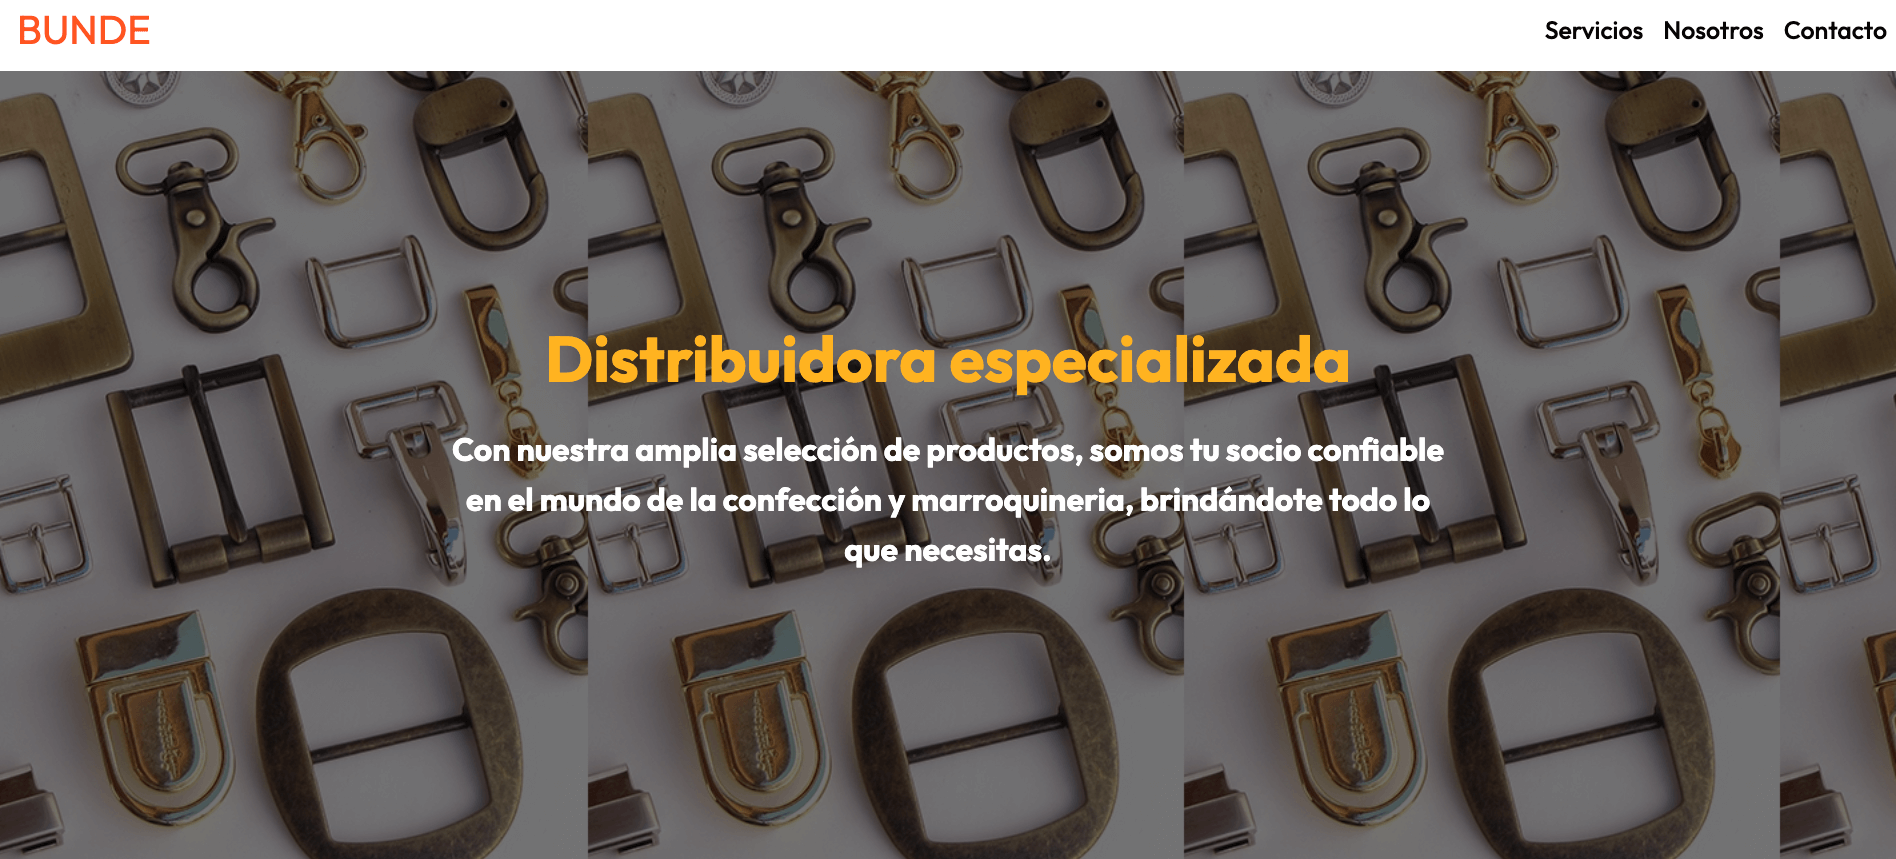 BUNDE
Servicios Nosotros Contacto
Distribuidora especializada
Con nuestra amplia selección de productos, somos tu socio confiable
en el mundo de la confección y marroquineria, brindándote todo lo
que necesitas.